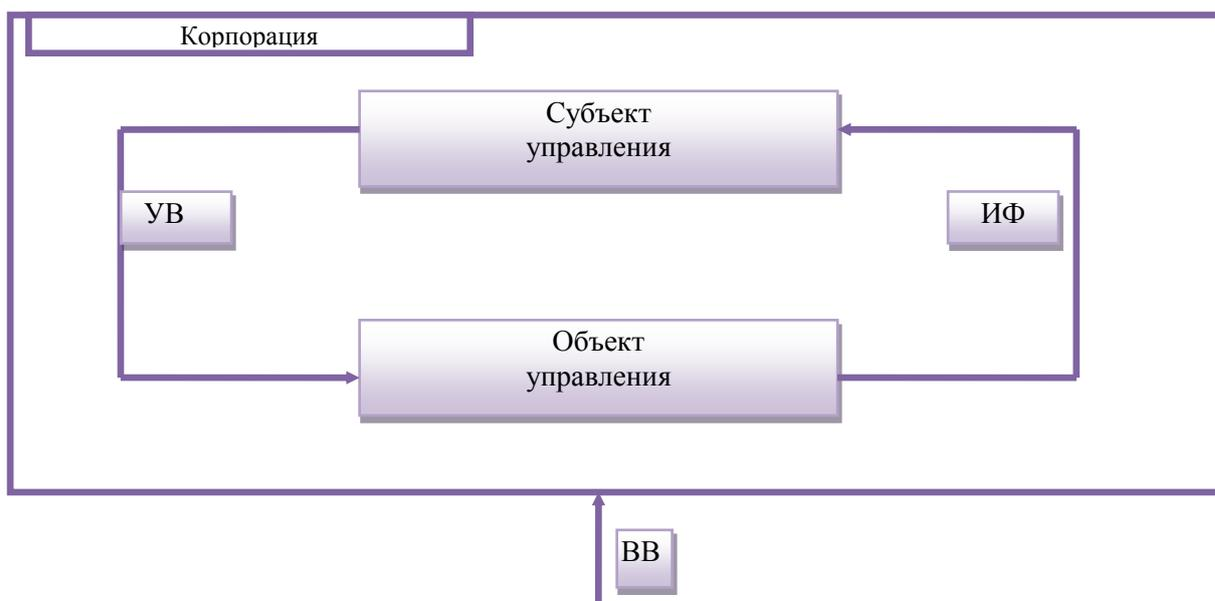 Корпорация
Субъект
управления
УВ
ИФ
Объект
управления
ВВ